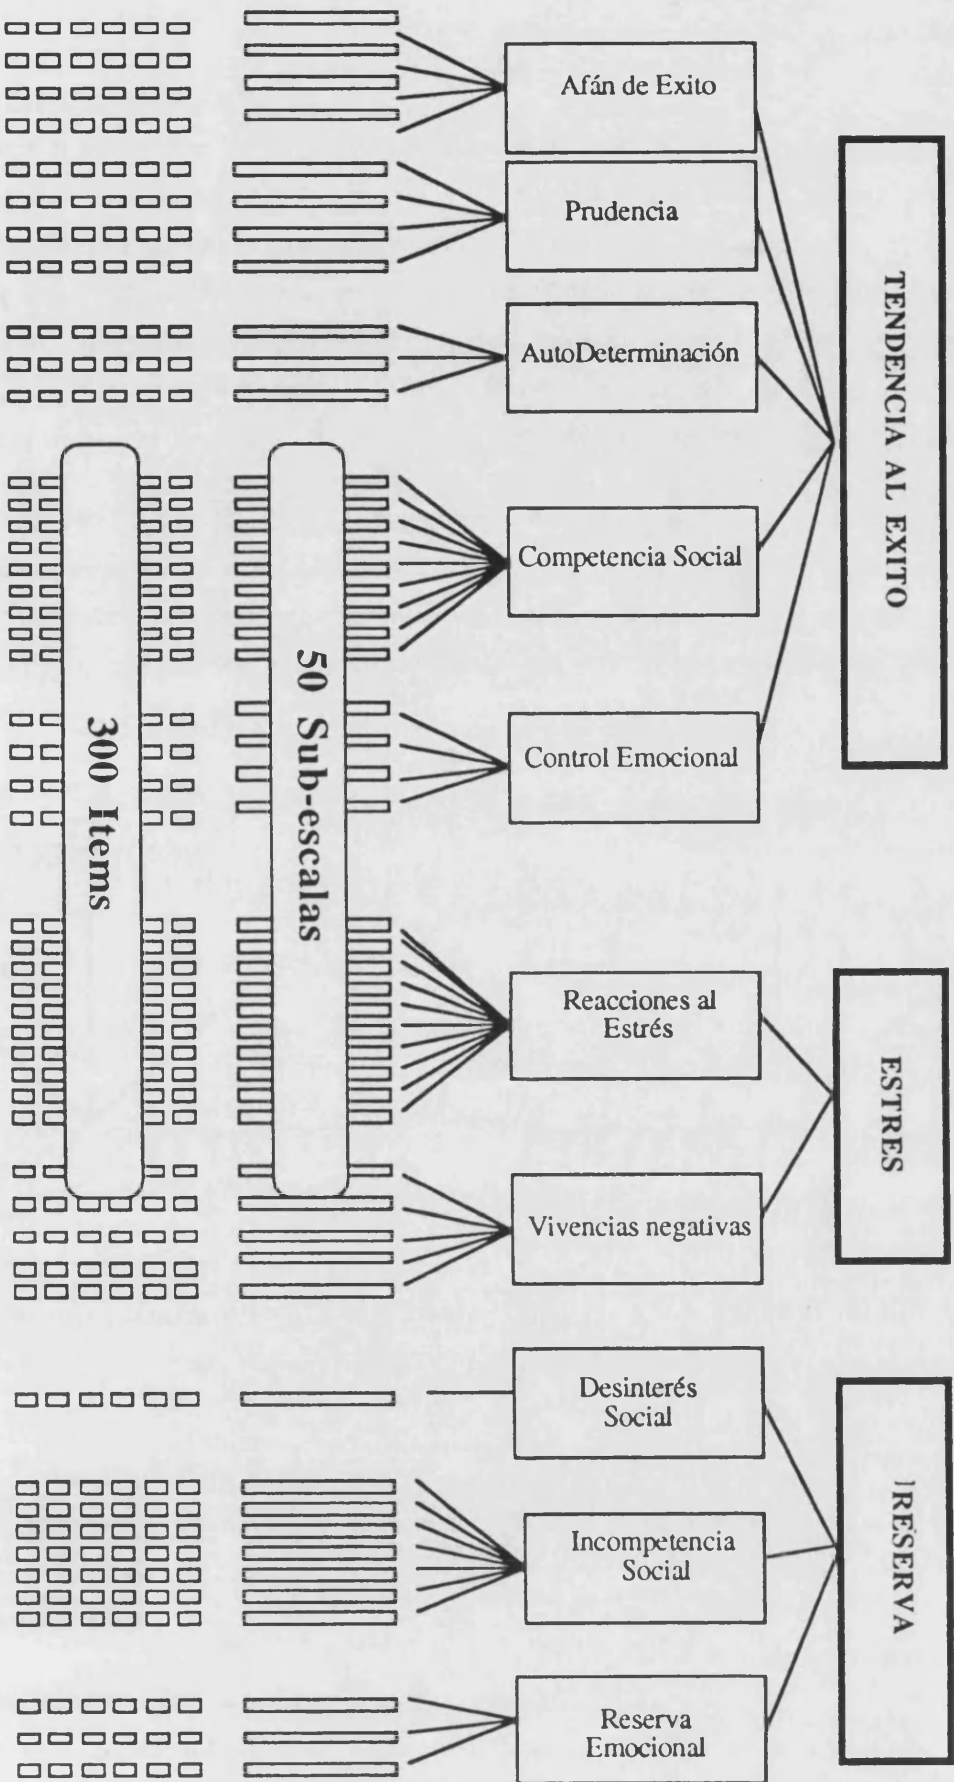 TENDENCIA AL EXITO
Afán de Exito
Prudencia
AutoDeterminación
Competencia Social
Control Emocional
ESTRES
Reacciones al
Estrés
Vivencias negativas
RESERVA
Desinterés
Social
Incompetencia
Social
Reserva
Emocional
50 Sub-escalas
300 Items